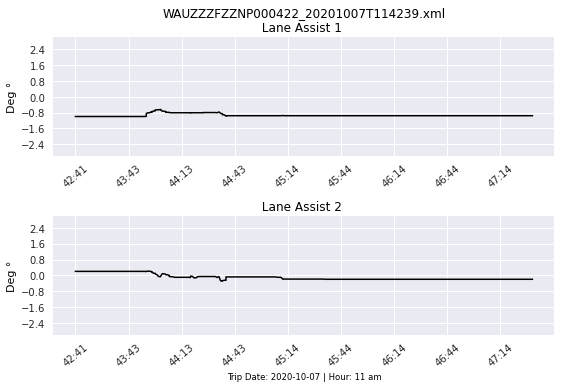 WAUZZZFZZNP000422_20201007T114239.xml
Lane Assist 1
Deg °
2.4
1.6
0.8
0.0
−0.8
−1.6
−2.4
42:41 43:43 44:13 44:43 45:14 45:44 46:14 46:44 47:14
Lane Assist 2
Deg °
2.4
1.6
0.8
0.0
−0.8
−1.6
−2.4
42:41 43:43 44:13 44:43 45:14 45:44 46:14 46:44 47:14
Trip Date: 2020-10-07 | Hour: 11 am